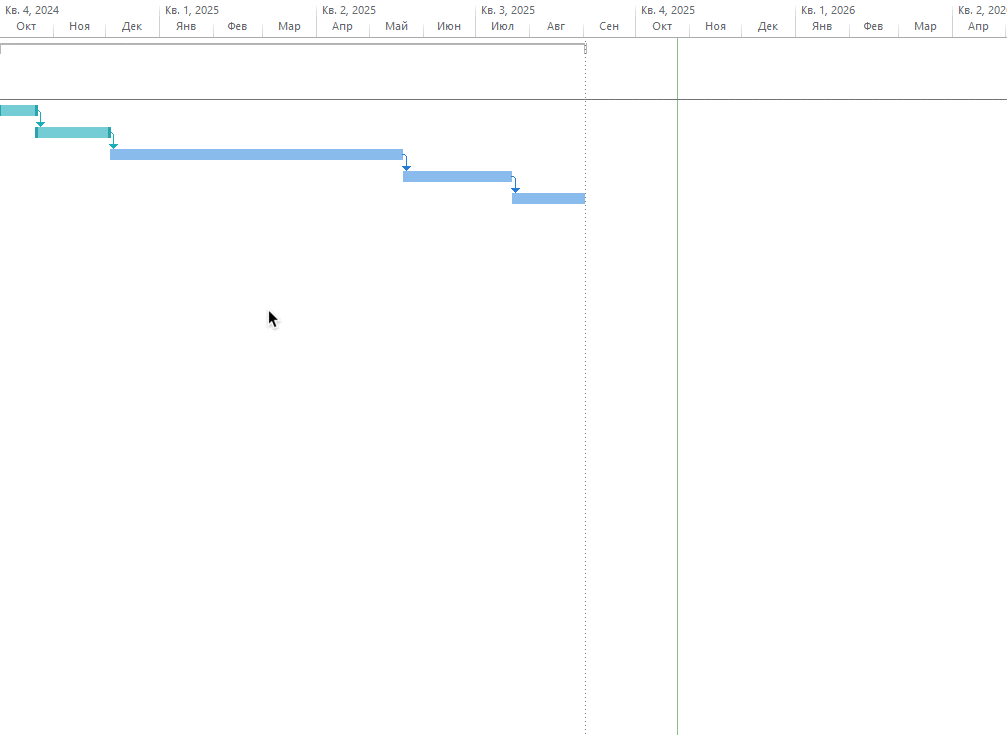 Кв. 4, 2024 Кв. 1, 2025 Кв. 2, 2025 Кв. 3, 2025 Кв. 4, 2025 Кв. 1, 2026 Кв. 2, 202
Окт Ноя Дек Янв Фев Мар Апр Май Июн Июл Авг Сен Окт Ноя Дек Янв Фев Мар Апр